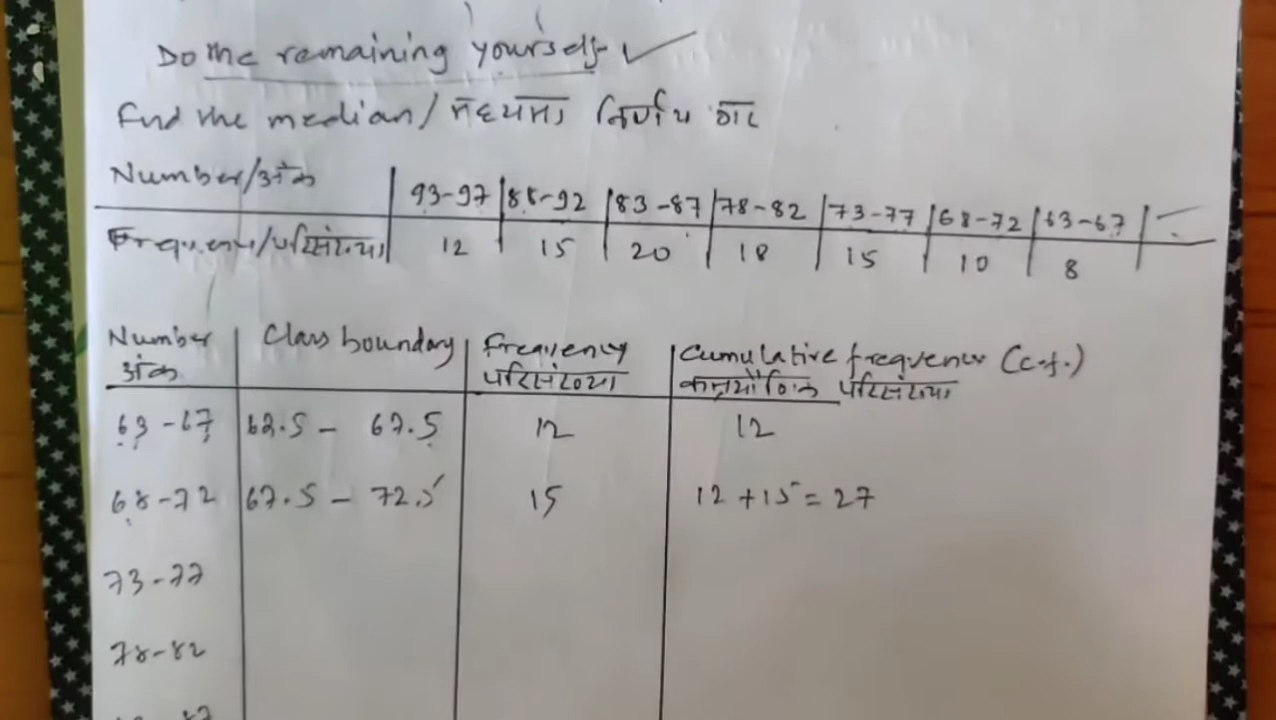 Do the remaining yourself ✓
Find the median/ मध्यमा निर्णय
Number/अंक | 93-97 | 88-92 | 83-87 | 78-82 | 73-77 | 68-72 | 63-67
Frequency/परिसंख्या | 12 | 15 | 20 | 18 | 15 | 10 | 8
Number अंक | Class boundary | Frequency परिसंख्या | Cumulative frequency (c.f.) परिसंख्या
63-67 | 62.5 - 67.5 | 12 | 12
68-72 | 67.5 - 72.5 | 15 | 12 + 15 = 27
73-77
78-82